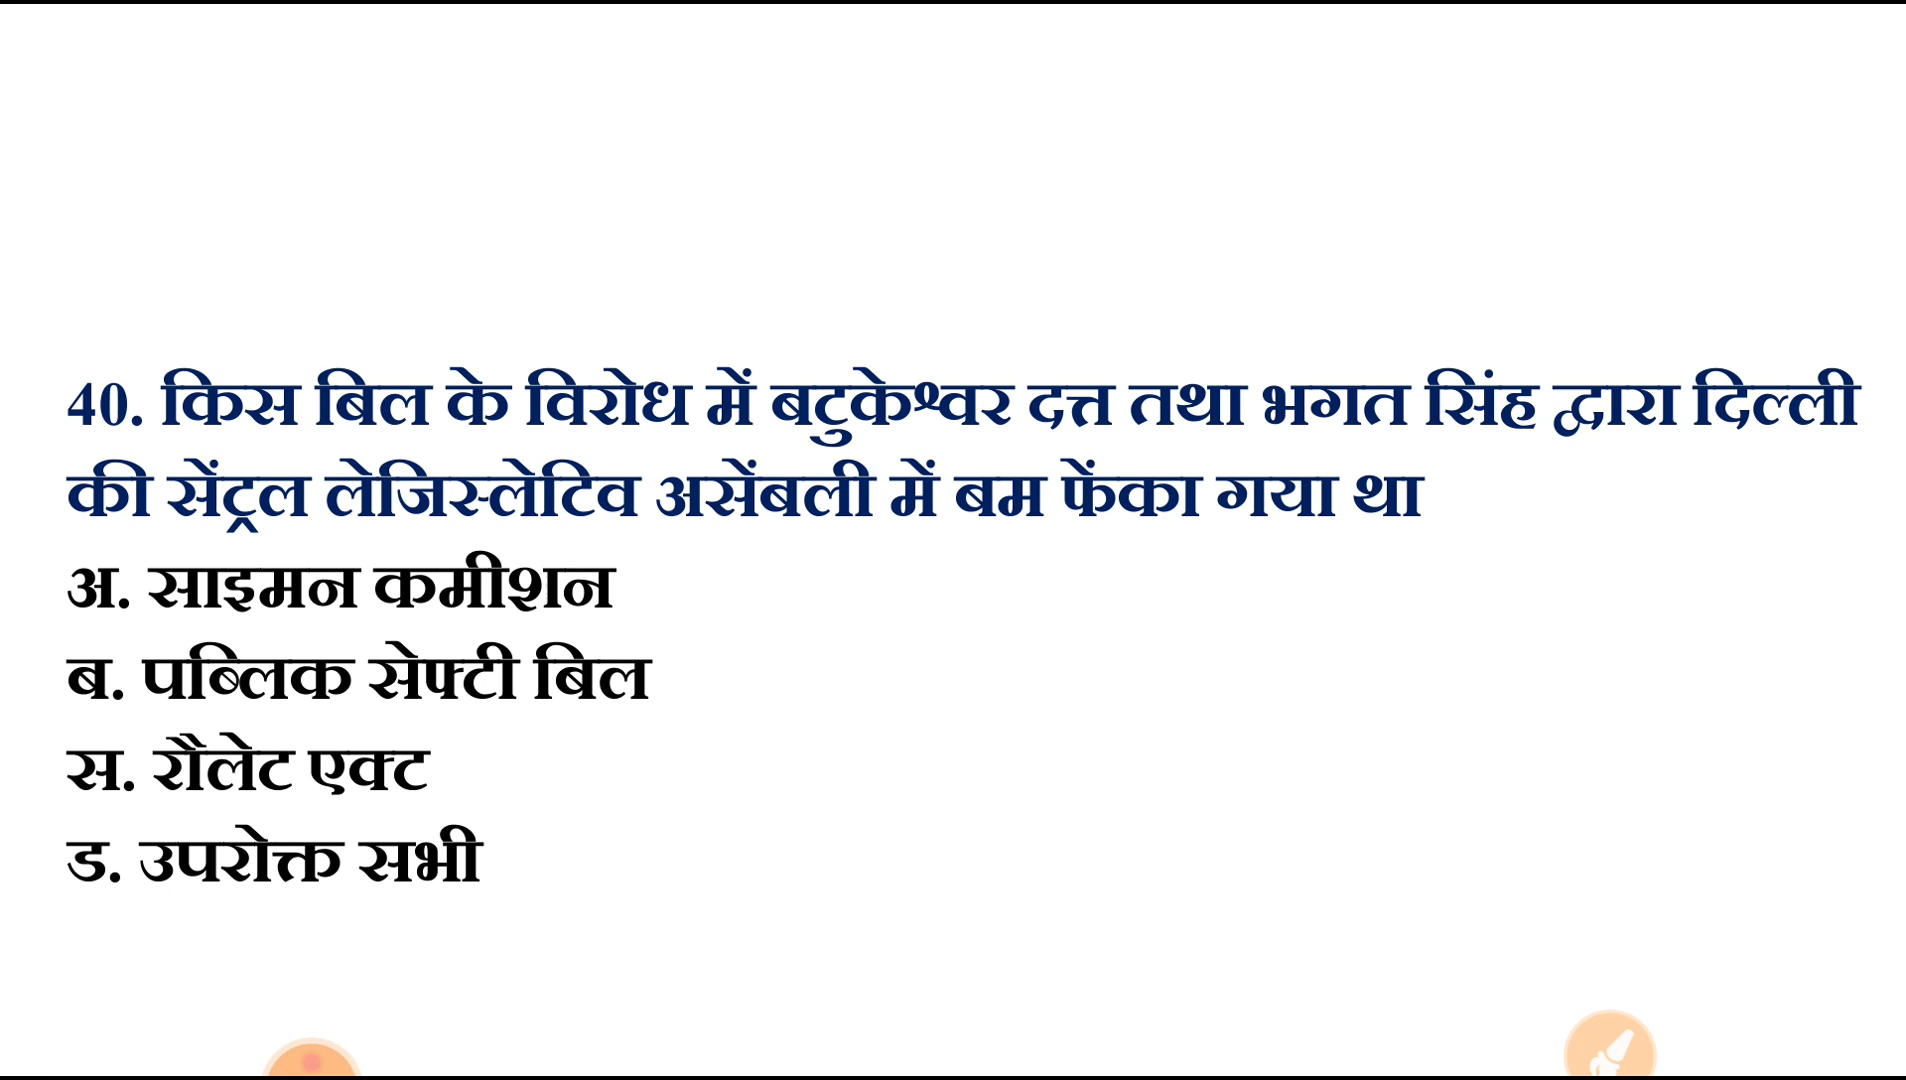 40. किस बिल के विरोध में बटुकेश्वर दत्त तथा भगत सिंह द्वारा दिल्ली
की सेंट्रल लेजिस्लेटिव असेंबली में बम फेंका गया था
अ. साइमन कमीशन
ब. पब्लिक सेफ्टी बिल
स. रौलेट एक्ट
ड. उपरोक्त सभी